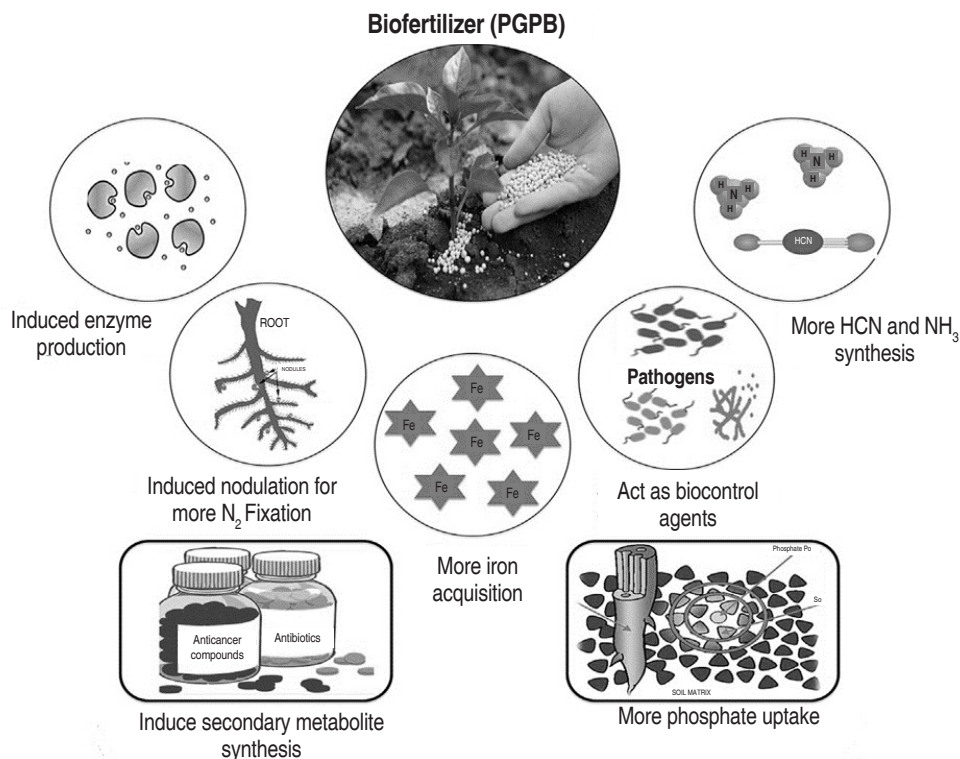 Biofertilizer (PGPB)
H
N
H
H
H
N
H
H
HCN
Induced enzyme
production
More HCN and NH₃
synthesis
ROOT
NODULES
Pathogens
Induced nodulation for
more N₂ Fixation
Act as biocontrol
agents
Fe
Fe
Fe
Fe
Fe
Fe
More iron
acquisition
Anticancer
compounds
Antibiotics
Induce secondary metabolite
synthesis
Phosphate Po
So
SOIL MATRIX
More phosphate uptake